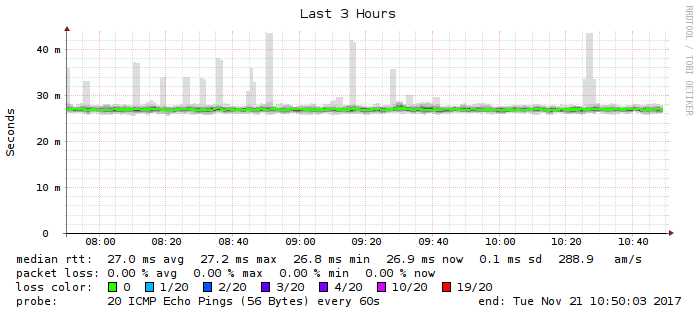 Last 3 Hours
RRDTOOL / TOBI OETIKER
Seconds
40 m
30 m
20 m
10 m
0
08:00 08:20 08:40 09:00 09:20 09:40 10:00 10:20 10:40
median rtt: 27.0 ms avg 27.2 ms max 26.8 ms min 26.9 ms now 0.1 ms sd 288.9 am/s
packet loss: 0.00 % avg 0.00 % max 0.00 % min 0.00 % now
loss color: 0 1/20 2/20 3/20 4/20 10/20 19/20
probe: 20 ICMP Echo Pings (56 Bytes) every 60s end: Tue Nov 21 10:50:03 2017